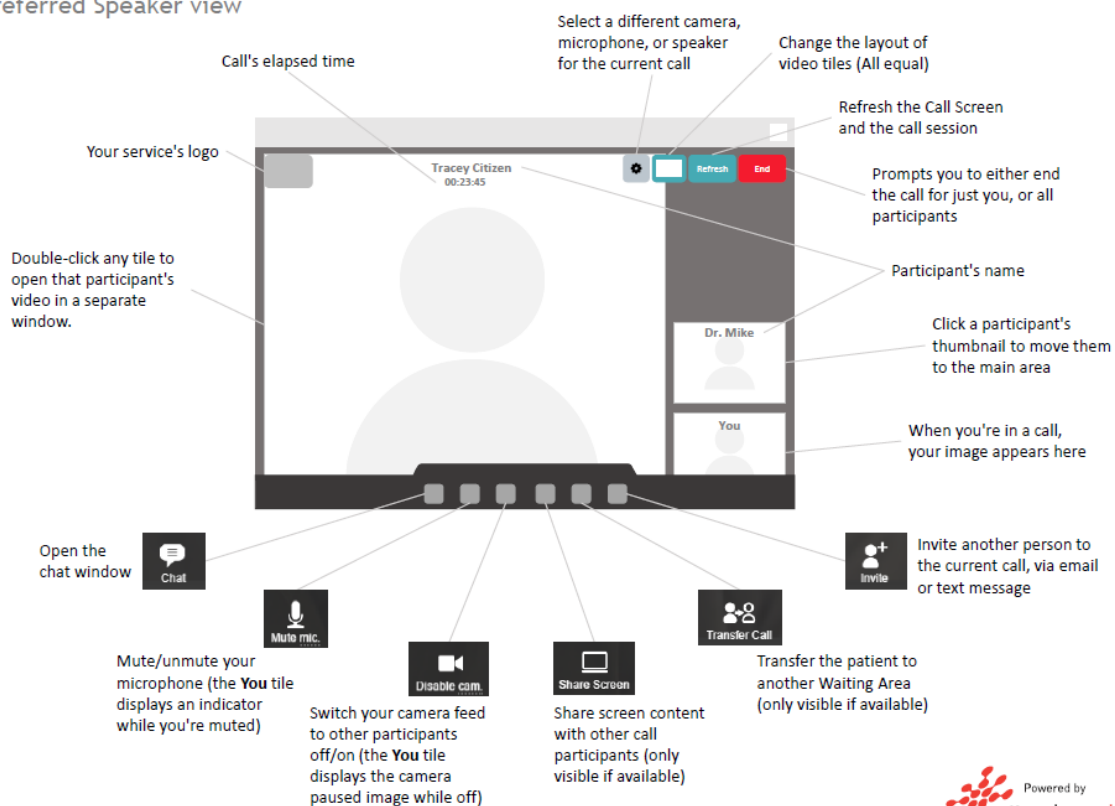 referred Speaker view
Select a different camera,
microphone, or speaker
for the current call
Change the layout of
video tiles (All equal)
Call's elapsed time
Refresh the Call Screen
and the call session
Your service's logo
Tracey Citizen
00:23:45
Refresh
End
Prompts you to either end
the call for just you, or all
participants
Double-click any tile to
open that participant's
video in a separate
window.
Participant's name
Dr. Mike
Click a participant's
thumbnail to move them
to the main area
You
When you're in a call,
your image appears here
Open the
chat window
Chat
Mute mic.
Mute/unmute your
microphone (the You tile
displays an indicator
while you're muted)
Disable cam.
Switch your camera feed
to other participants
off/on (the You tile
displays the camera
paused image while off)
Share Screen
Share screen content
with other call
participants (only
visible if available)
Transfer Call
Transfer the patient to
another Waiting Area
(only visible if available)
Invite
Invite another person to
the current call, via email
or text message
Powered by